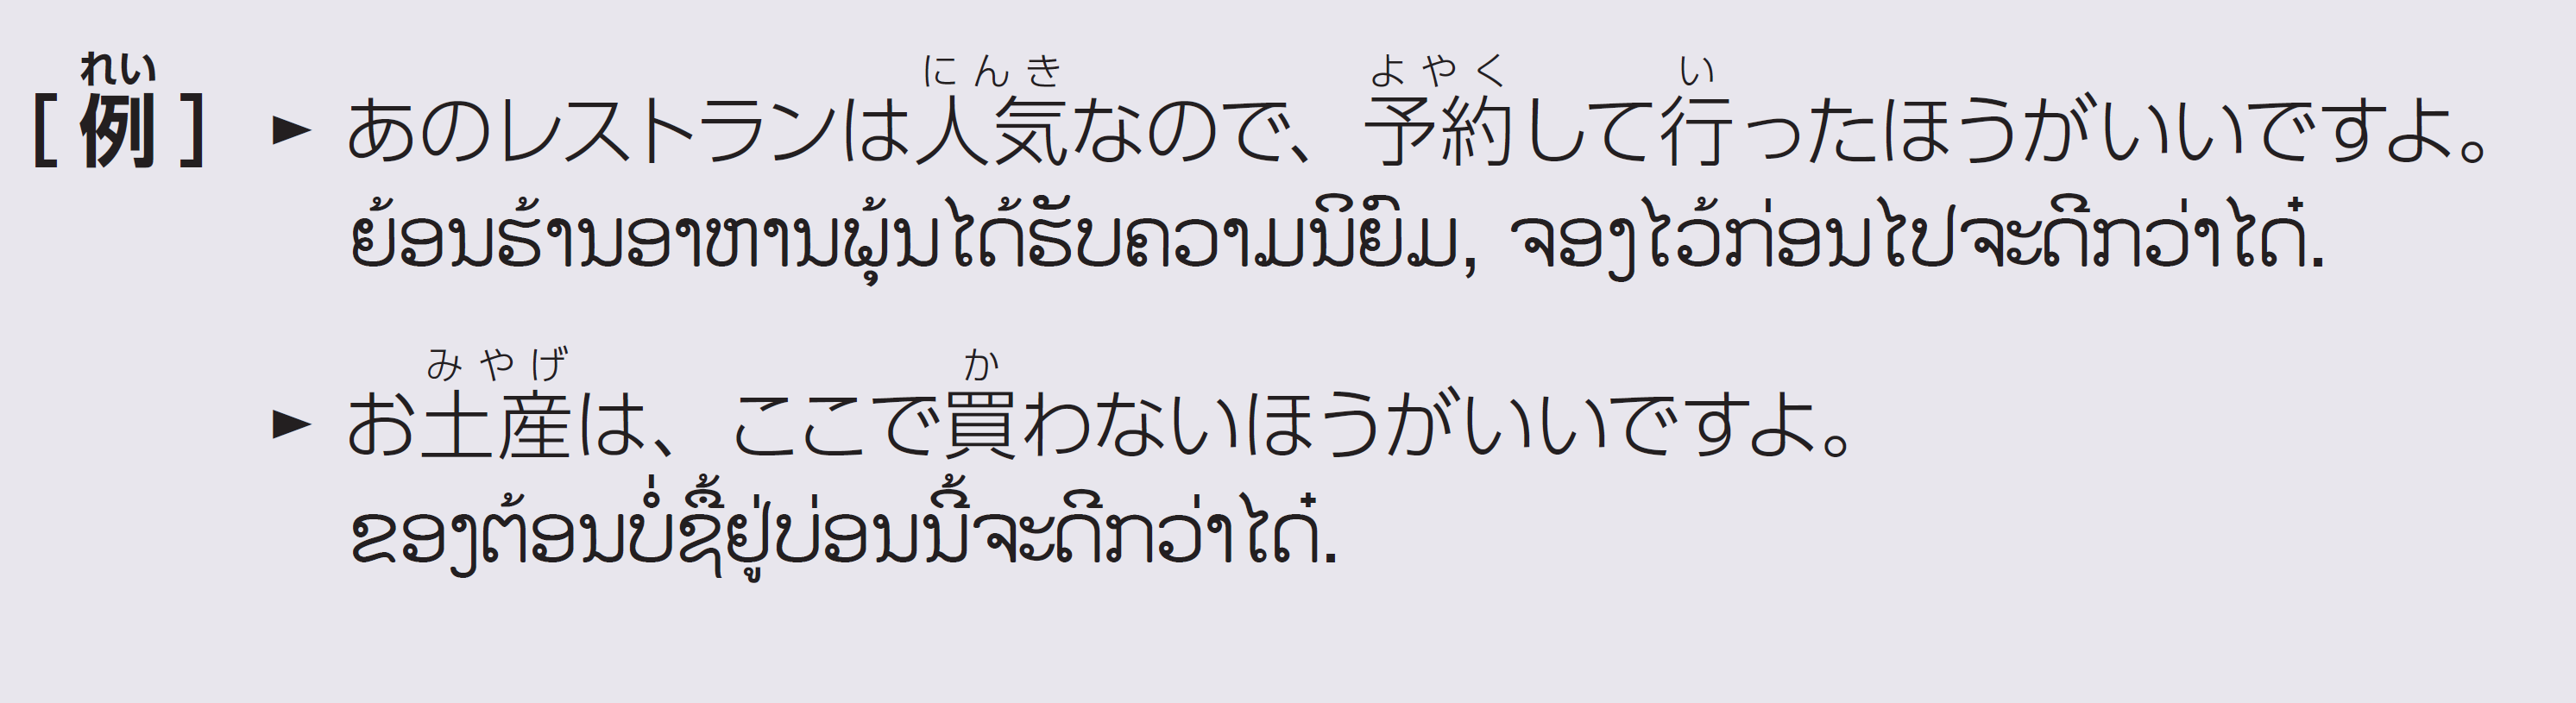 れい
[例] ► あのレストランは人気なので、予約して行ったほうがいいですよ。
にんき よやく い
ຍ້ອນຮ້ານອາຫານພຸ້ນໄດ້ຮັບຄວາມນິຍົມ, ຈອງໄວ້ກ່ອນໄປຈະດີກວ່າໄດ໋.
みやげ か
► お土産は、ここで買わないほうがいいですよ。
ຂອງຕ້ອນບໍ່ຊື້ຢູ່ບ່ອນນີ້ຈະດີກວ່າໄດ໋.